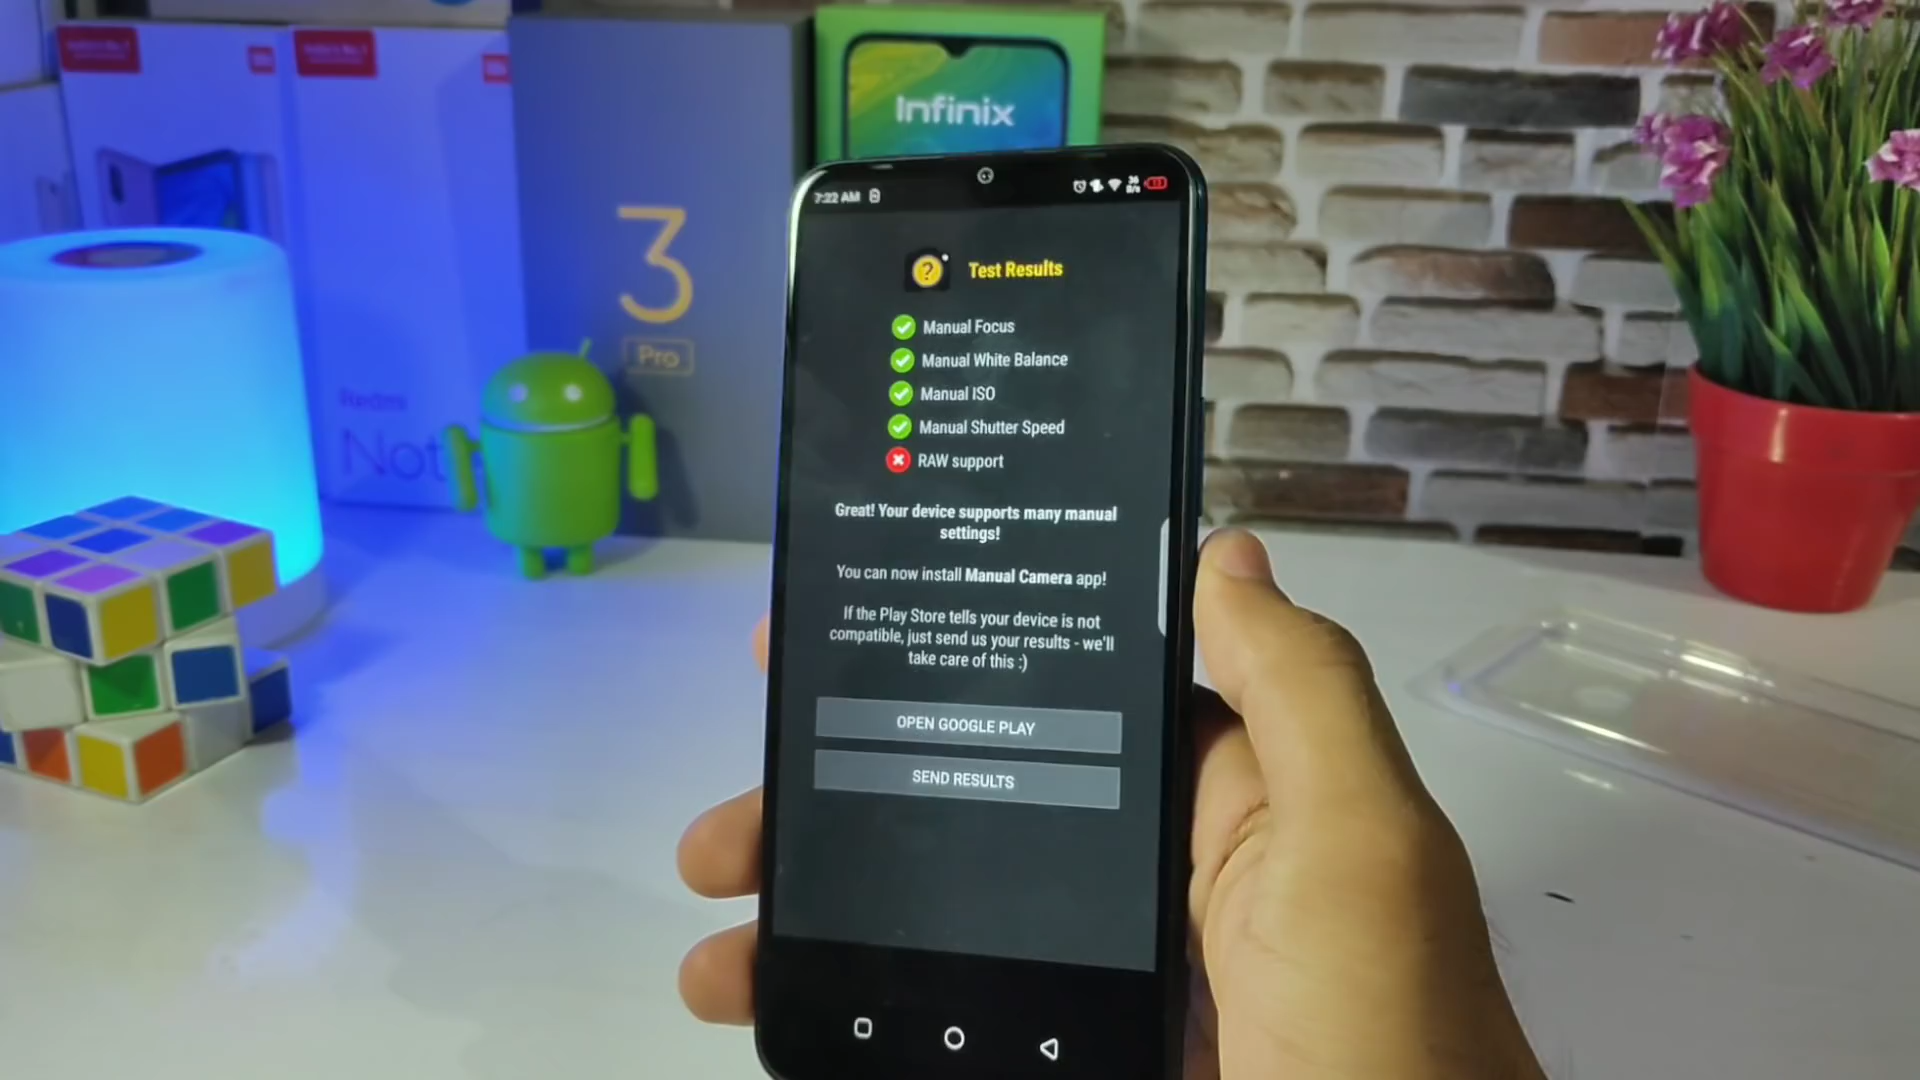 Infinix
3
Pro
Redmi
Not
7:22 AM
Test Results
Manual Focus
Manual White Balance
Manual ISO
Manual Shutter Speed
RAW support
Great! Your device supports many manual
settings!
You can now install Manual Camera app!
If the Play Store tells your device is not
compatible, just send us your results - we'll
take care of this :)
OPEN GOOGLE PLAY
SEND RESULTS